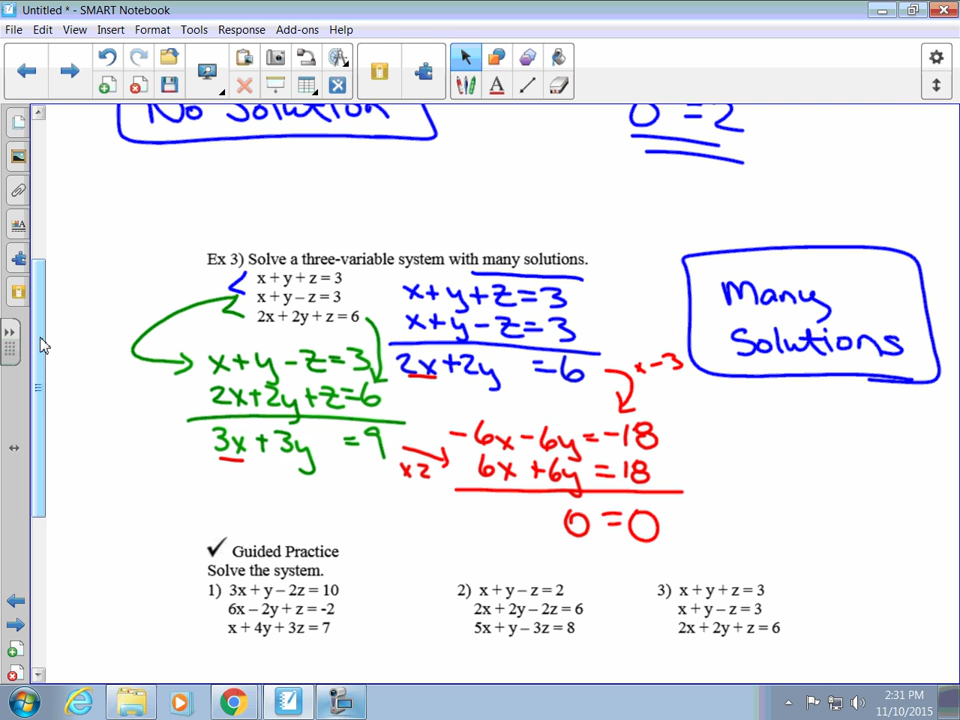 Untitled * - SMART Notebook
File Edit View Insert Format Tools Response Add-ons Help
No Solution
0 = 2
Ex 3) Solve a three-variable system with many solutions.
x + y + z = 3
x + y – z = 3
2x + 2y + z = 6
x+y+z=3
x+y-z=3
2x+2y =6
x-3
Many
Solutions
x+y-z=3
2x+2y+z=6
3x+3y =9
x2
-6x-6y=-18
6x+6y=18
0=0
✓ Guided Practice
Solve the system.
1) 3x + y – 2z = 10
6x – 2y + z = -2
x + 4y + 3z = 7
2) x + y – z = 2
2x + 2y – 2z = 6
5x + y – 3z = 8
3) x + y + z = 3
x + y – z = 3
2x + 2y + z = 6
2:31 PM
11/10/2015